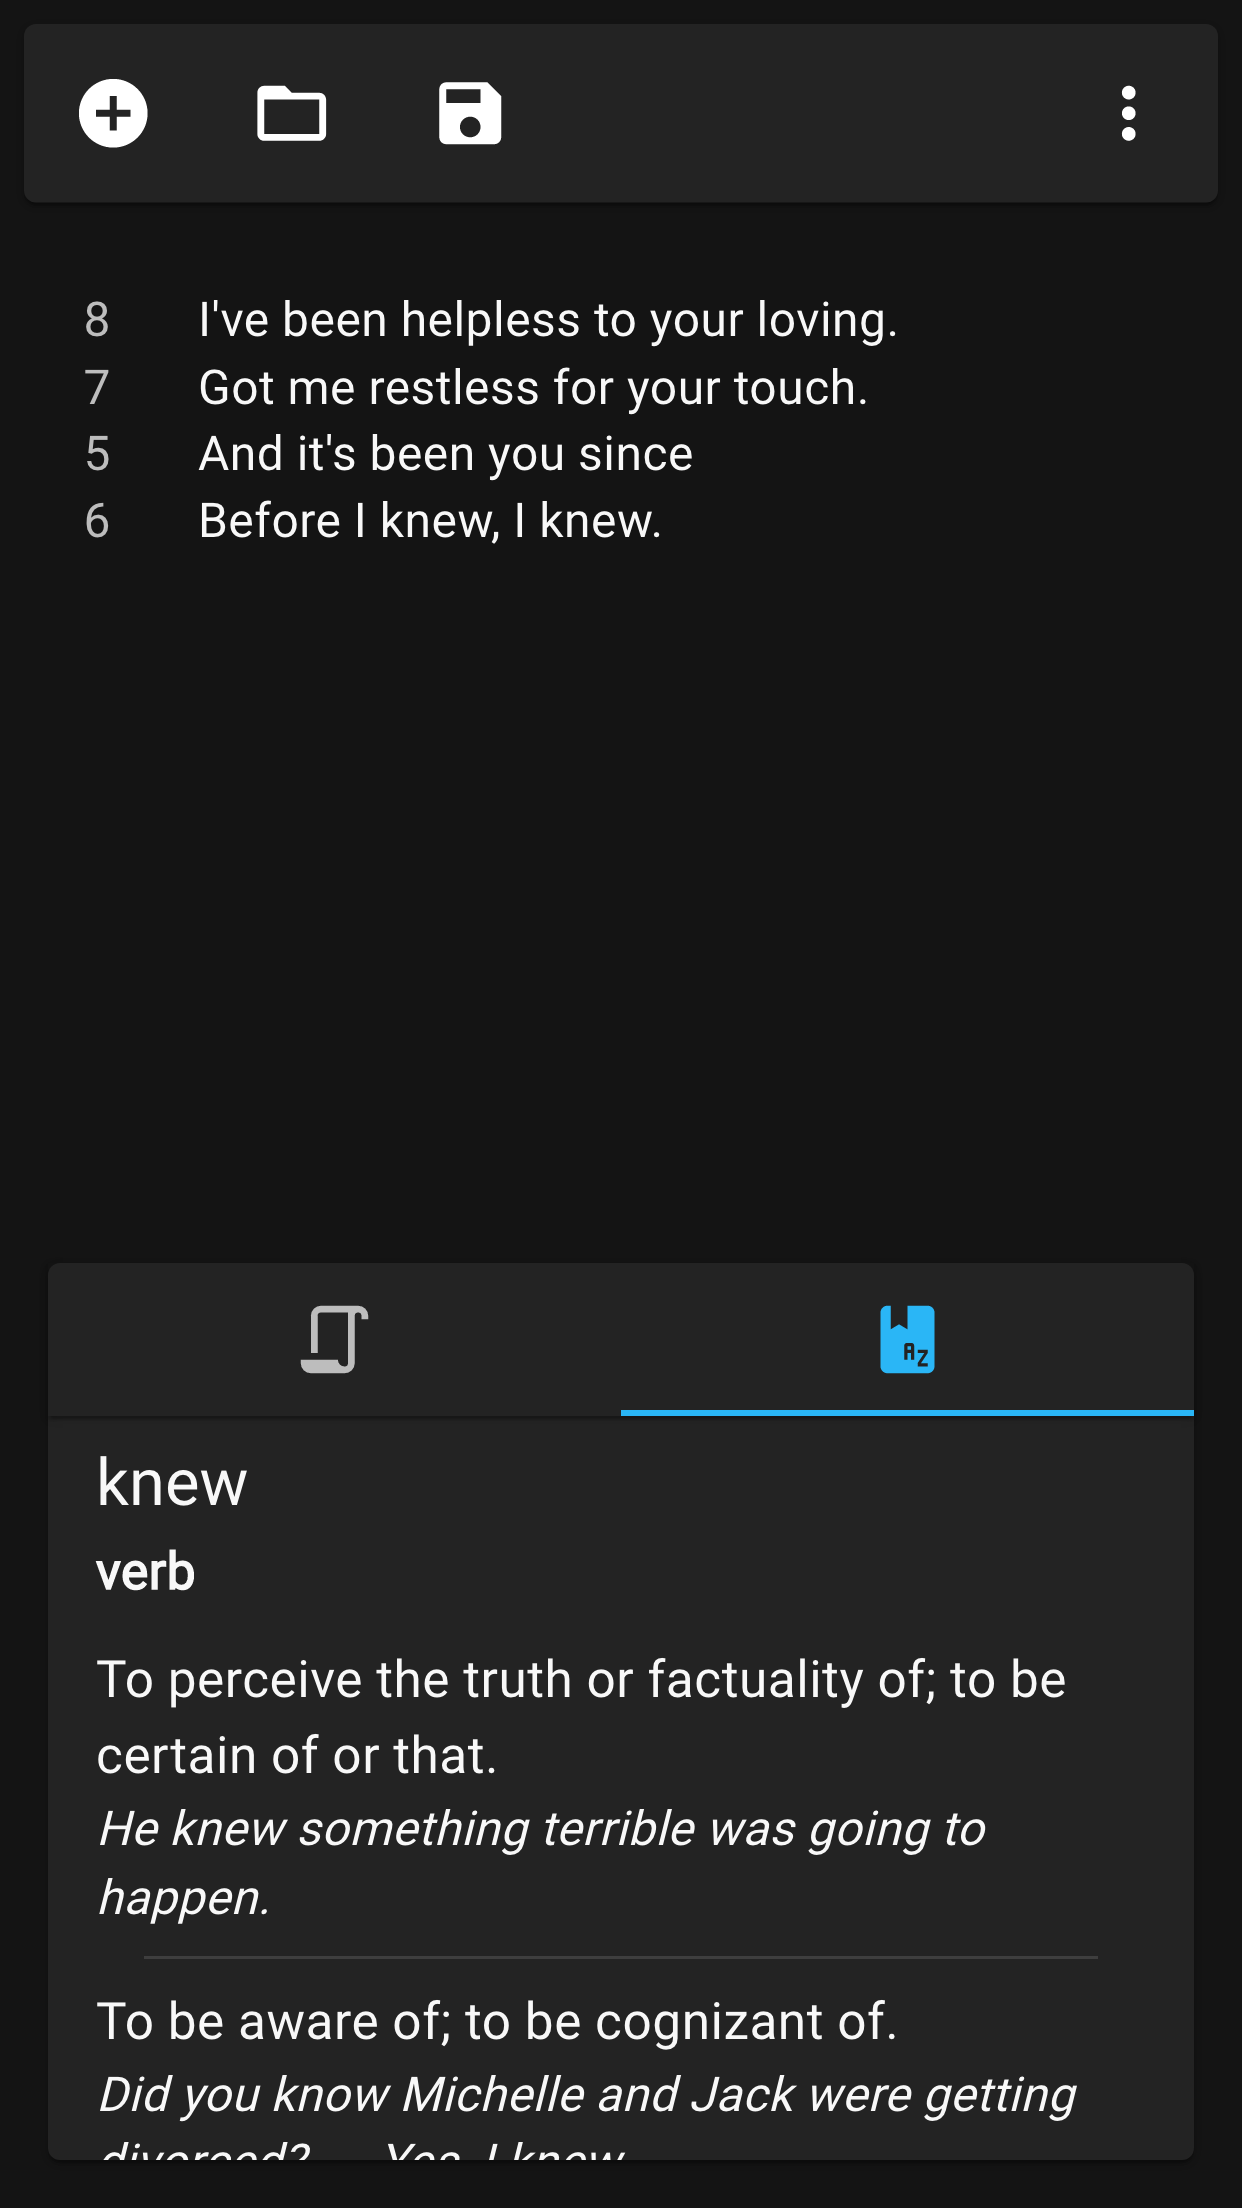 8 I've been helpless to your loving.
7 Got me restless for your touch.
5 And it's been you since
6 Before I knew, I knew.
AZ
knew
verb
To perceive the truth or factuality of; to be
certain of or that.
He knew something terrible was going to
happen.
To be aware of; to be cognizant of.
Did you know Michelle and Jack were getting
divorced? — Yes, I knew.